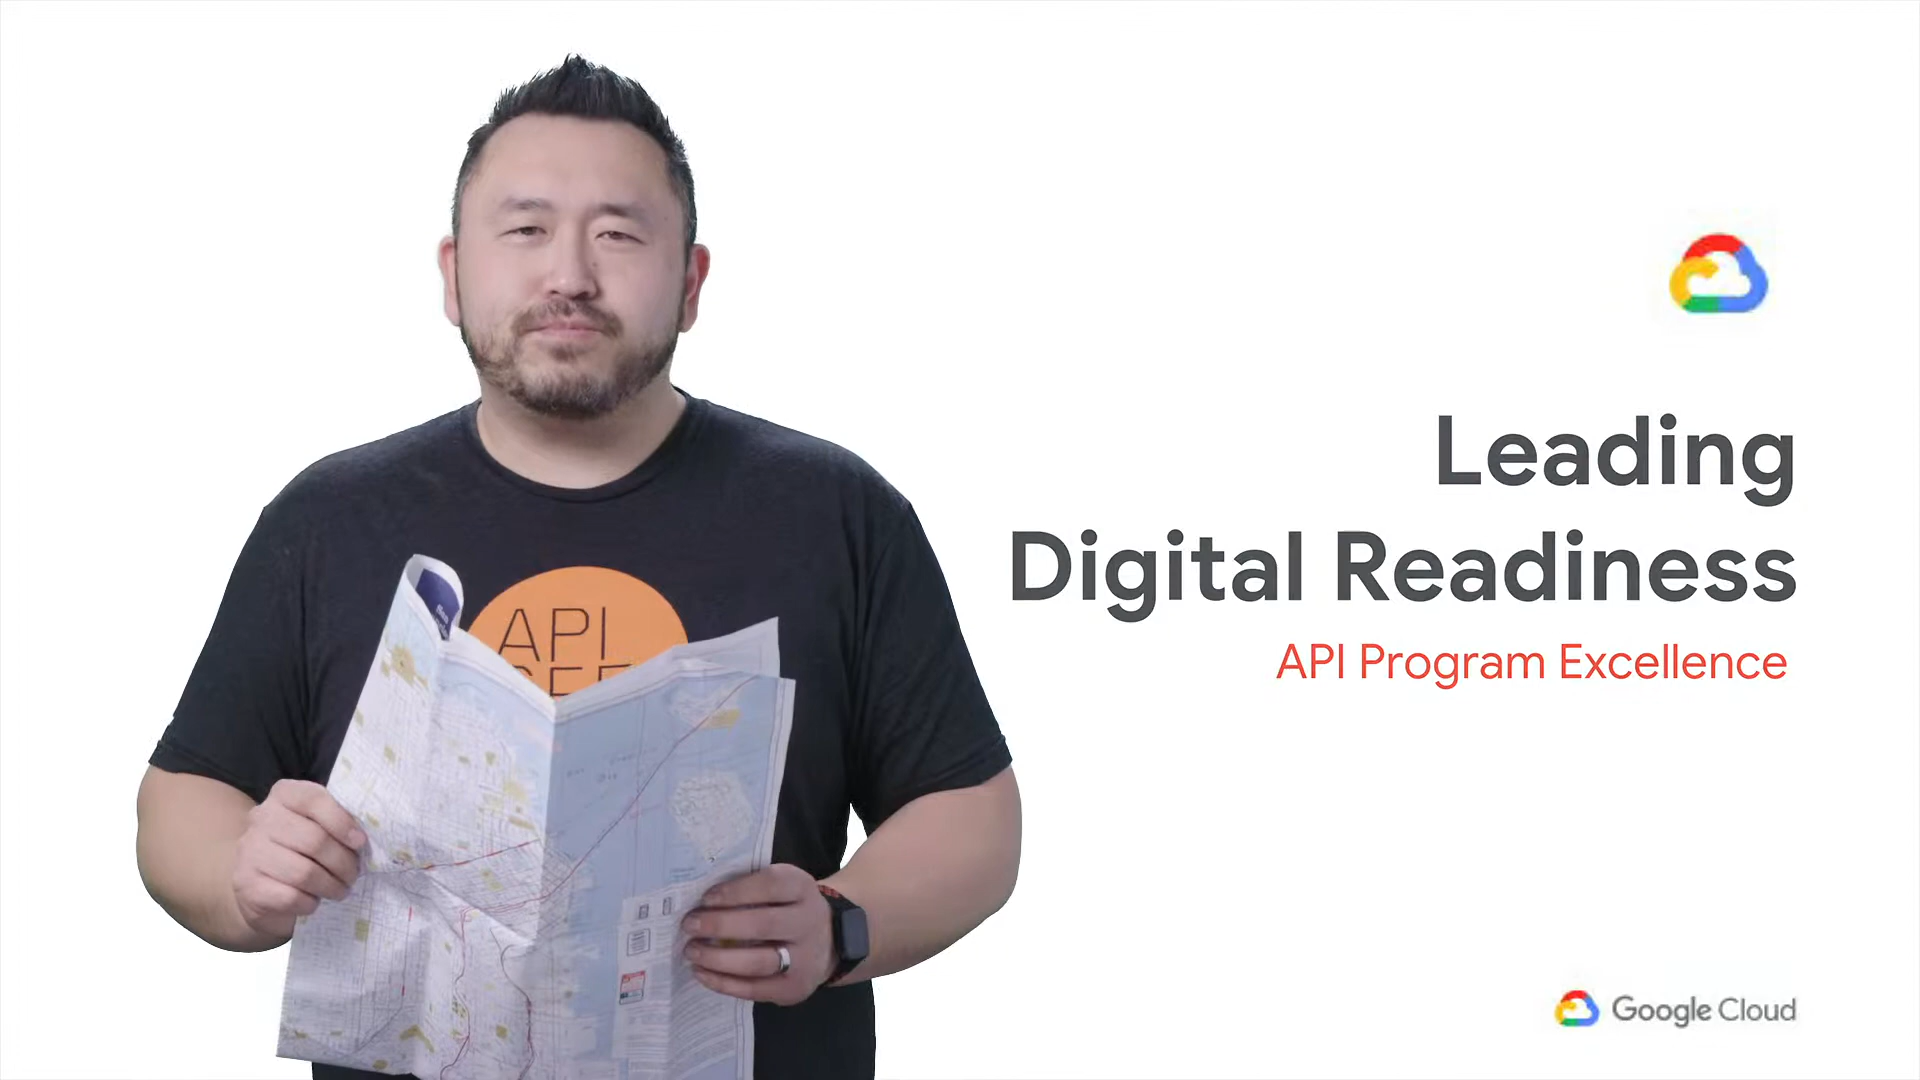 Leading
Digital Readiness
API Program Excellence
API
Google Cloud